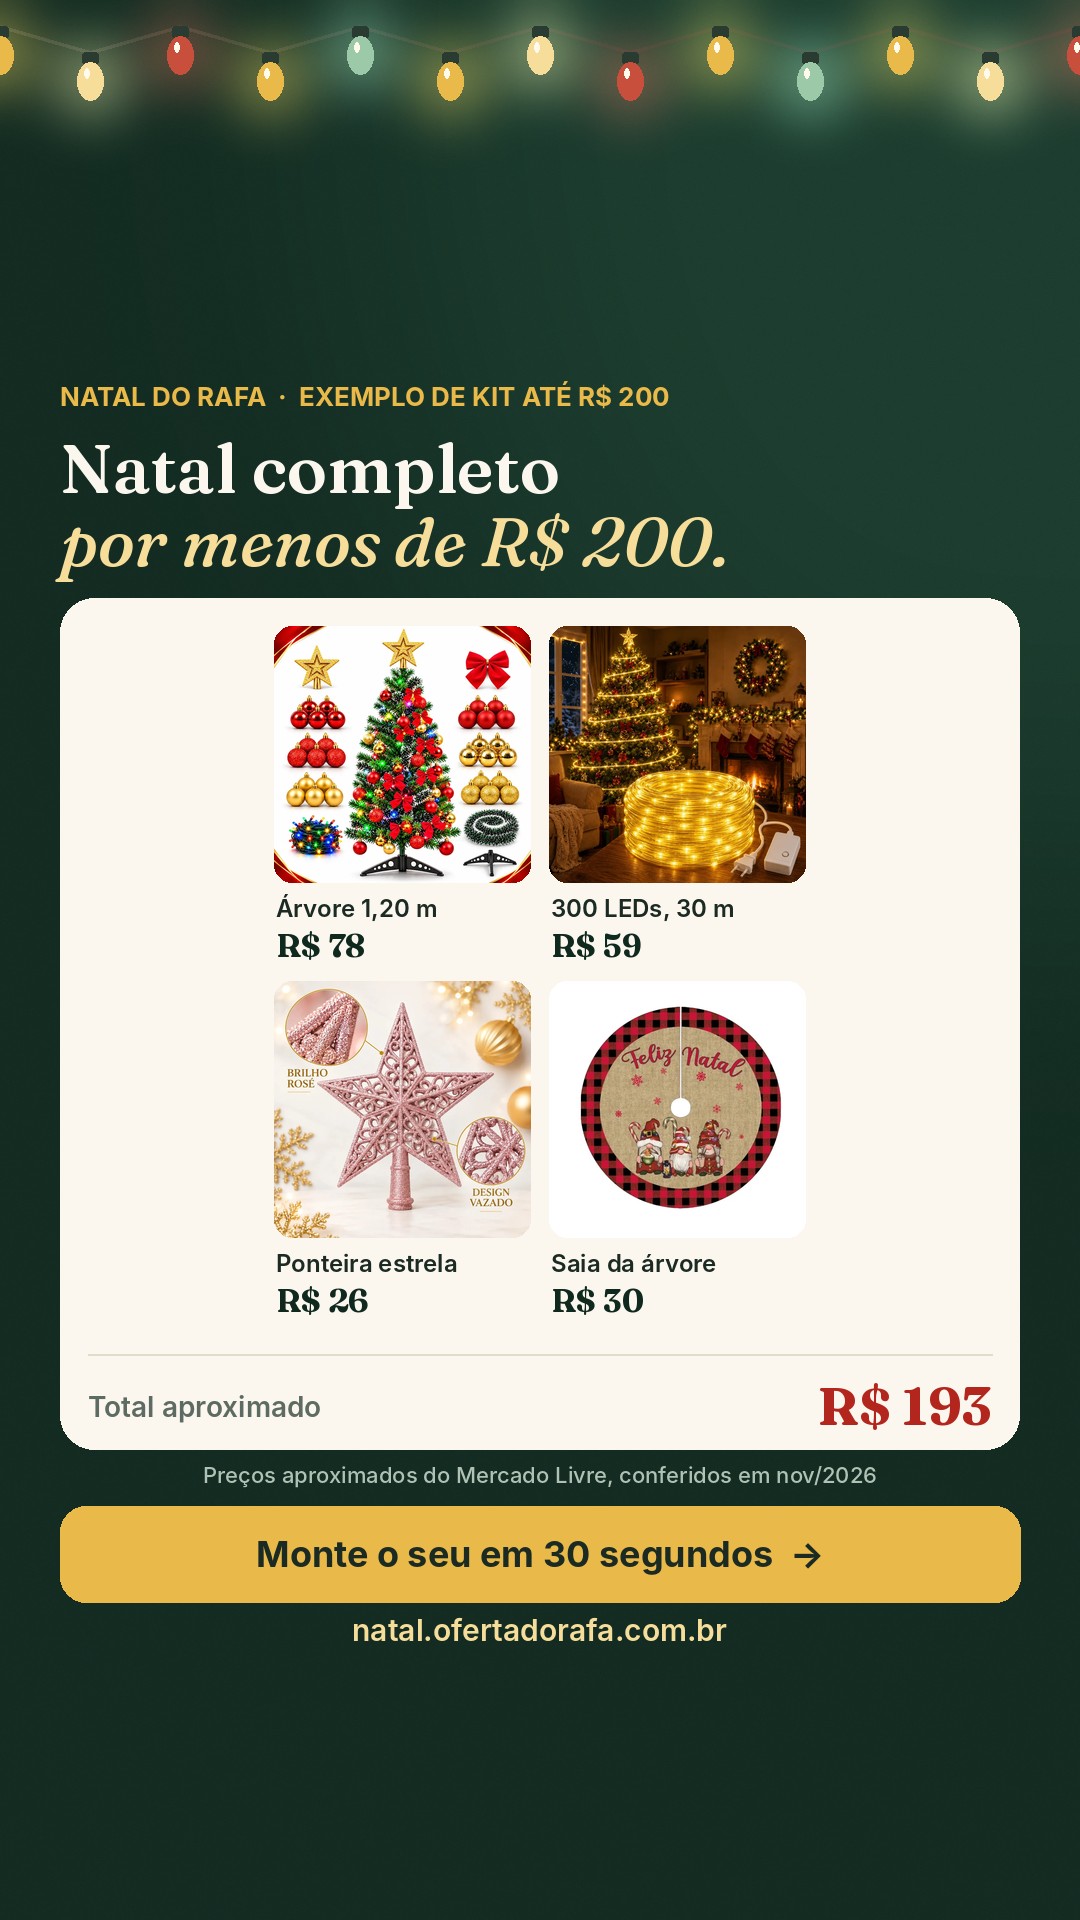 NATAL DO RAFA · EXEMPLO DE KIT ATÉ R$ 200
Natal completo
por menos de R$ 200.
Árvore 1,20 m
R$ 78
300 LEDs, 30 m
R$ 59
BRILHO
ROSÉ
DESIGN
VAZADO
Feliz Natal
Ponteira estrela
R$ 26
Saia da árvore
R$ 30
Total aproximado
R$ 193
Preços aproximados do Mercado Livre, conferidos em nov/2026
Monte o seu em 30 segundos →
natal.ofertadorafa.com.br